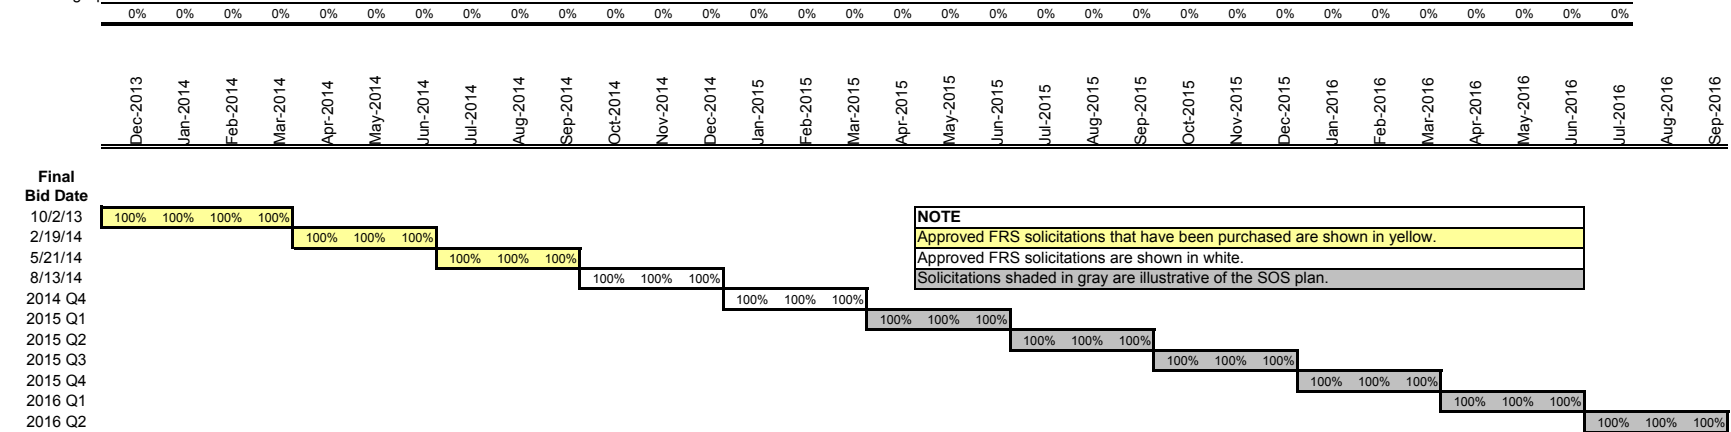 0% 0% 0% 0% 0% 0% 0% 0% 0% 0% 0% 0% 0% 0% 0% 0% 0% 0% 0% 0% 0% 0% 0% 0% 0% 0% 0% 0% 0% 0% 0% 0%
Dec-2013 Jan-2014 Feb-2014 Mar-2014 Apr-2014 May-2014 Jun-2014 Jul-2014 Aug-2014 Sep-2014 Oct-2014 Nov-2014 Dec-2014 Jan-2015 Feb-2015 Mar-2015 Apr-2015 May-2015 Jun-2015 Jul-2015 Aug-2015 Sep-2015 Oct-2015 Nov-2015 Dec-2015 Jan-2016 Feb-2016 Mar-2016 Apr-2016 May-2016 Jun-2016 Jul-2016 Aug-2016 Sep-2016
Final
Bid Date
10/2/13 100% 100% 100% 100% NOTE
2/19/14 100% 100% 100% Approved FRS solicitations that have been purchased are shown in yellow.
5/21/14 100% 100% 100% Approved FRS solicitations are shown in white.
8/13/14 100% 100% 100% Solicitations shaded in gray are illustrative of the SOS plan.
2014 Q4 100% 100% 100%
2015 Q1 100% 100% 100%
2015 Q2 100% 100% 100%
2015 Q3 100% 100% 100%
2015 Q4 100% 100% 100%
2016 Q1 100% 100% 100%
2016 Q2 100% 100% 100%